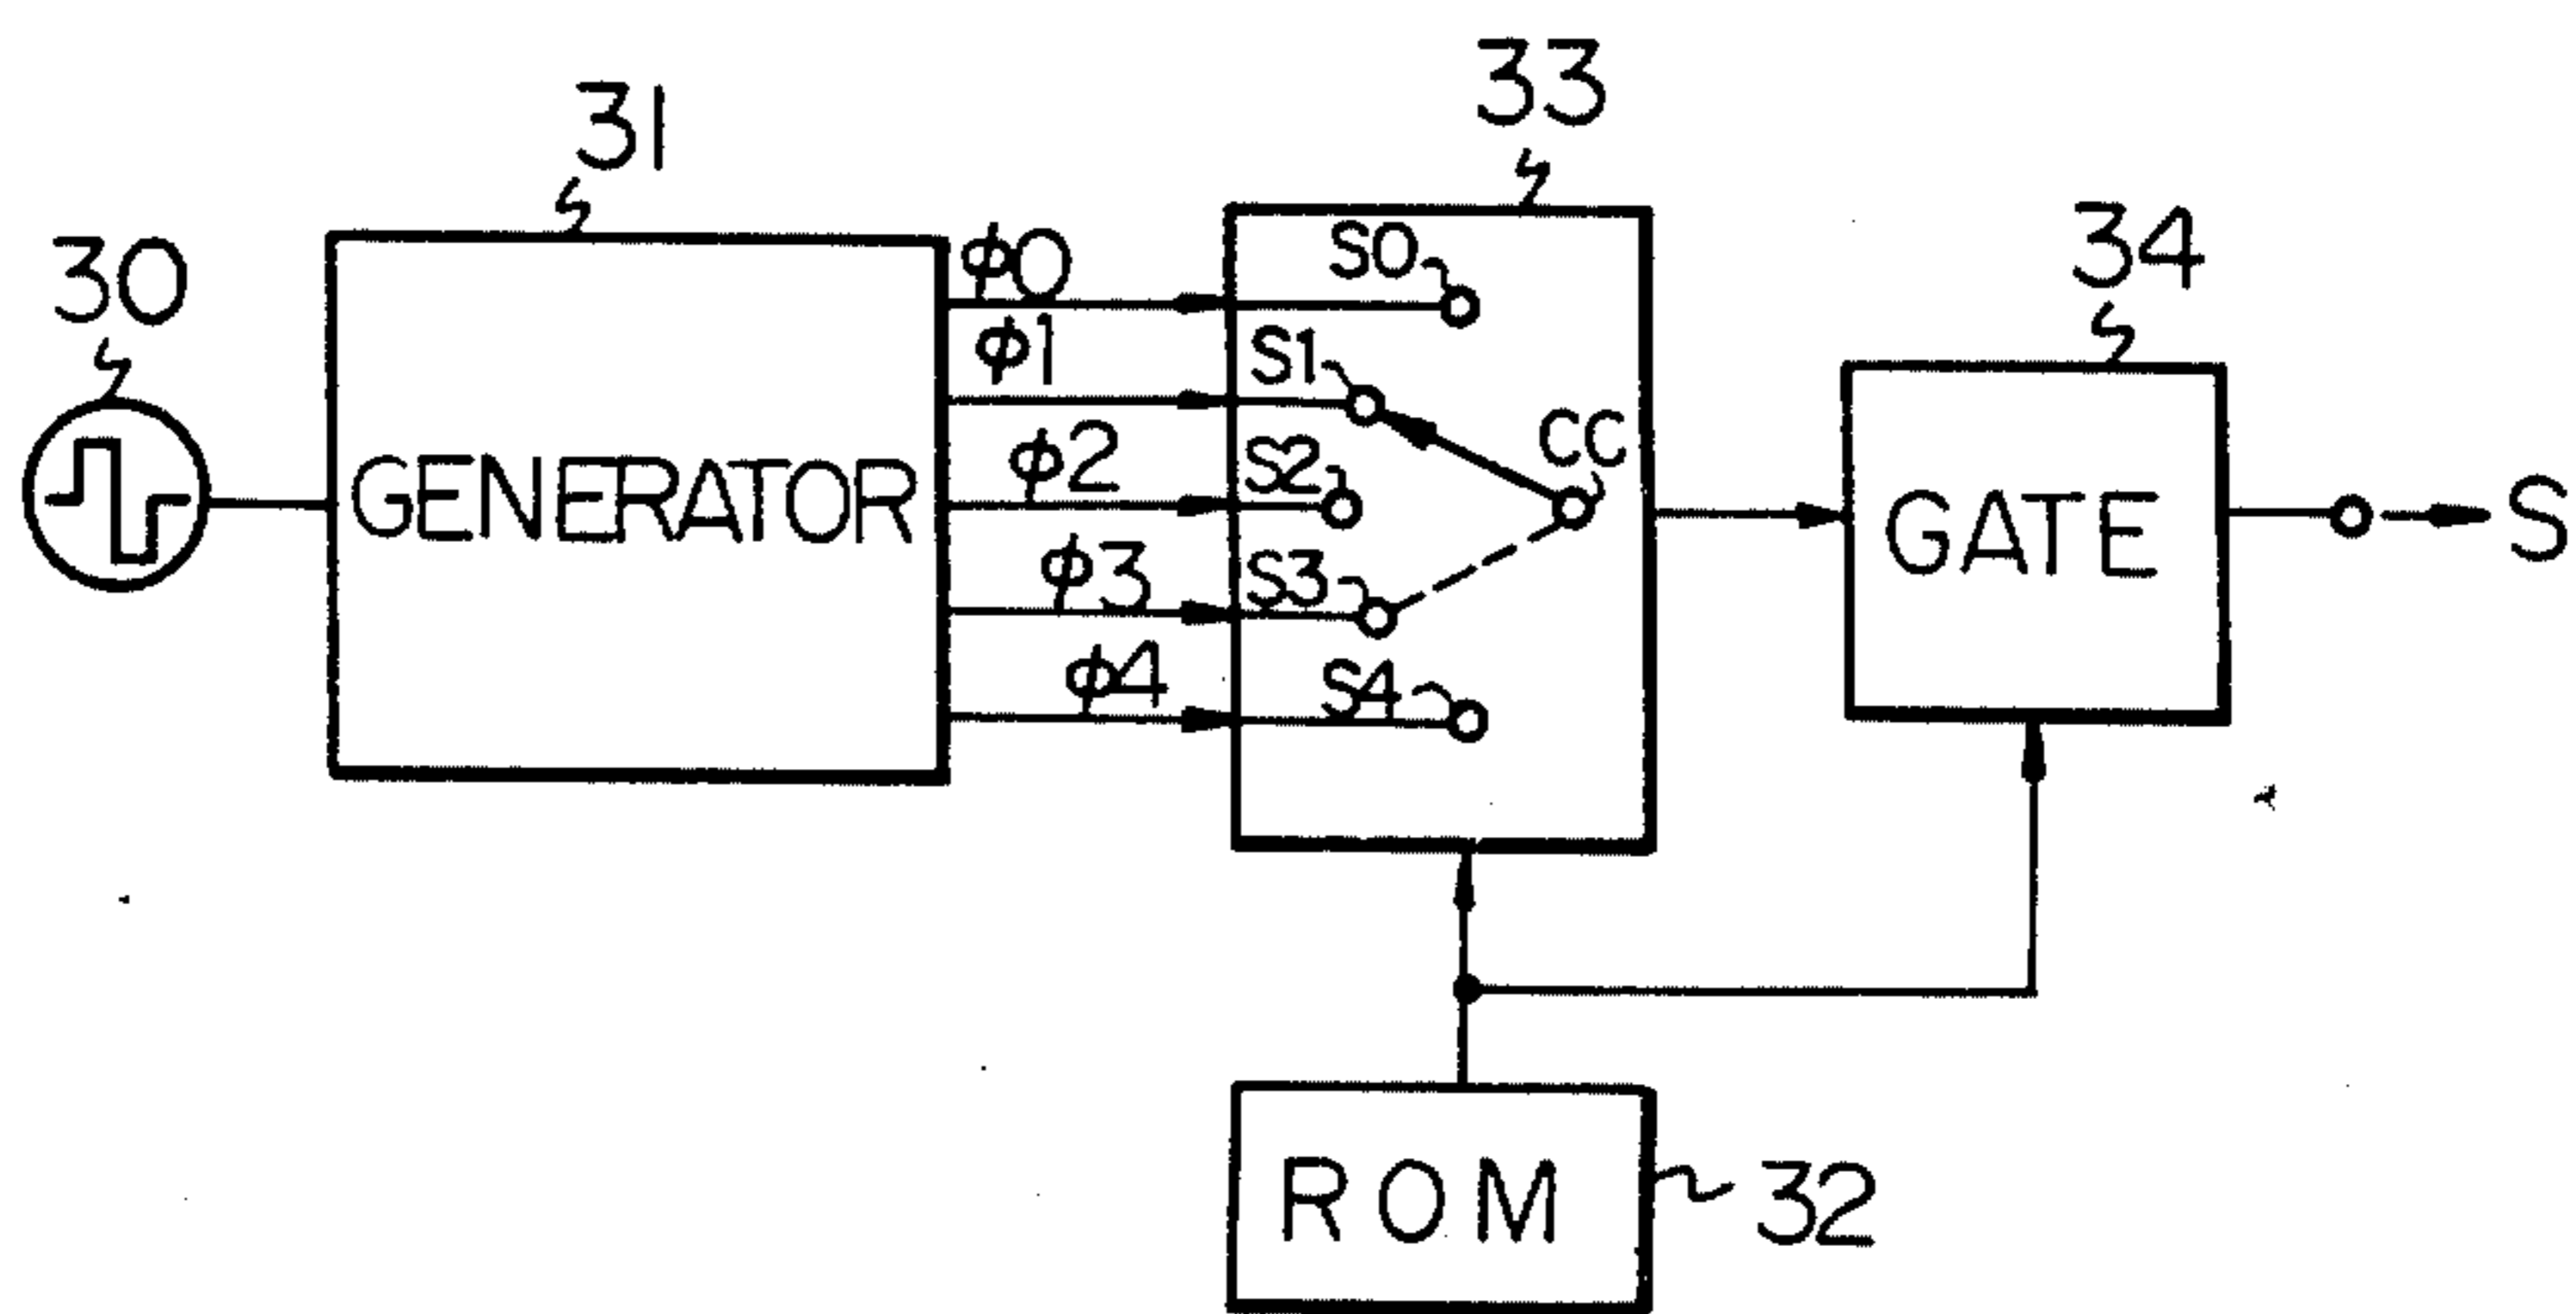 33
31
34
30
φ0
S0
φ1
S1
CC
φ2
S2
GENERATOR
GATE
S
φ3
S3
φ4
S4
ROM
32